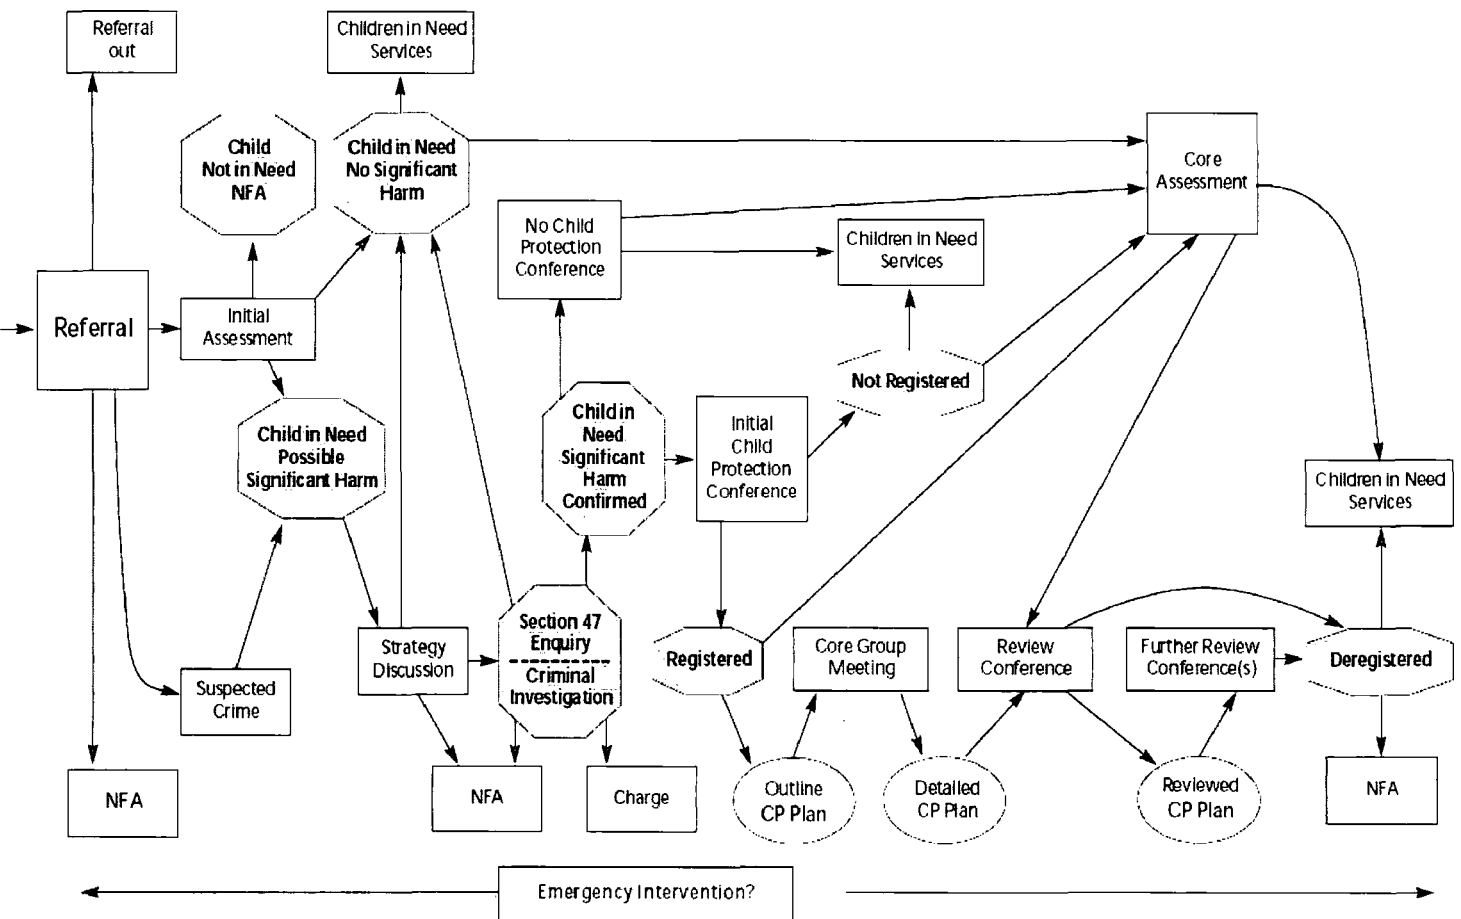 Referral
out
Children in Need
Services
Child
Not in Need
NFA
Child in Need
No Significant
Harm
Core
Assessment
No Child
Protection
Conference
Children in Need
Services
Referral
Initial
Assessment
Not Registered
Child in
Need
Significant
Harm
Confirmed
Initial
Child
Protection
Conference
Child in Need
Possible
Significant Harm
Children in Need
Services
Section 47
Enquiry
Criminal
Investigation
Strategy
Discussion
Registered
Core Group
Meeting
Review
Conference
Further Review
Conference(s)
Deregistered
Suspected
Crime
NFA
NFA
Charge
Outline
CP Plan
Detailed
CP Plan
Reviewed
CP Plan
NFA
Emergency Intervention?